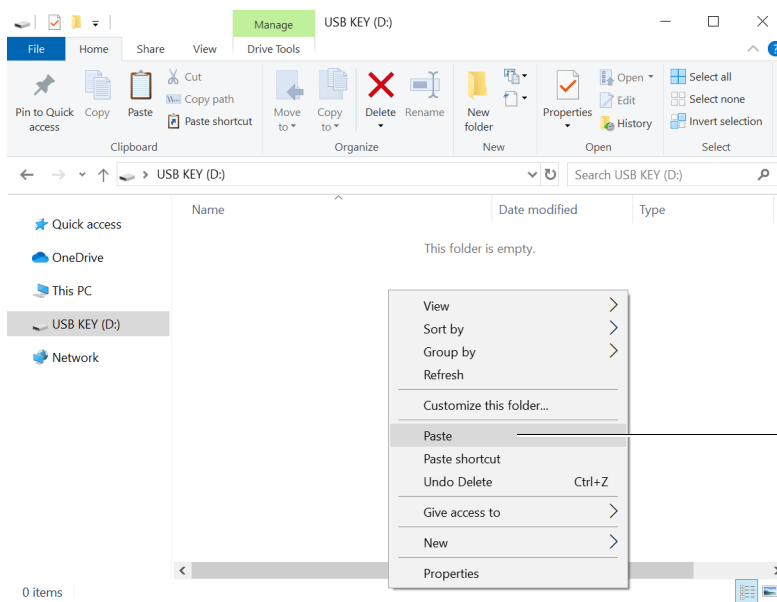 Manage
USB KEY (D:)
File
Home
Share
View
Drive Tools
Pin to Quick access
Copy
Paste
Cut
Copy path
Paste shortcut
Move to
Copy to
Delete
Rename
New folder
Properties
Open
Edit
History
Select all
Select none
Invert selection
Clipboard
Organize
New
Open
Select
USB KEY (D:)
Search USB KEY (D:)
Name
Date modified
Type
Quick access
OneDrive
This PC
USB KEY (D:)
Network
This folder is empty.
View
Sort by
Group by
Refresh
Customize this folder...
Paste
Paste shortcut
Undo Delete Ctrl+Z
Give access to
New
Properties
0 items